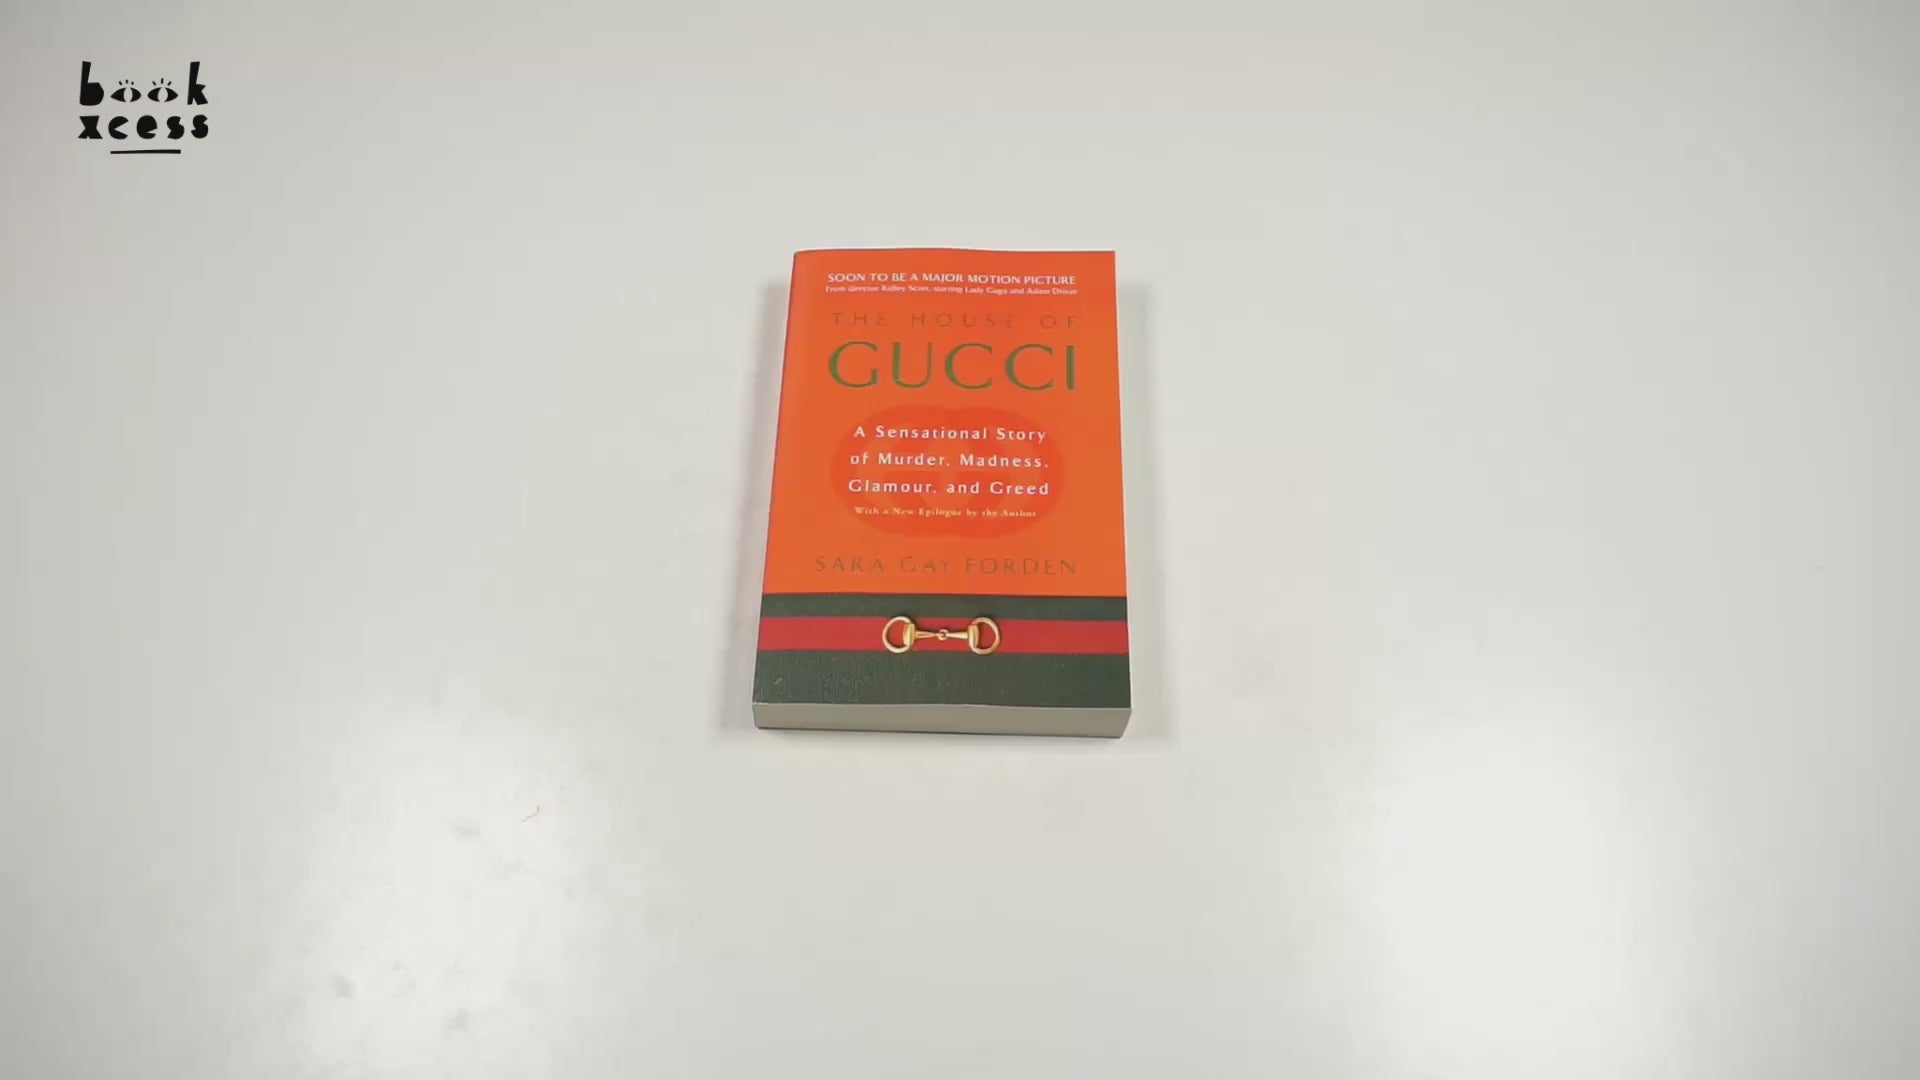 book
xcess
SOON TO BE A MAJOR MOTION PICTURE
From director Ridley Scott, starring Lady Gaga and Adam Driver
THE HOUSE OF
GUCCI
A Sensational Story
of Murder, Madness,
Glamour, and Greed
With a New Epilogue by the Author
SARA GAY FORDEN